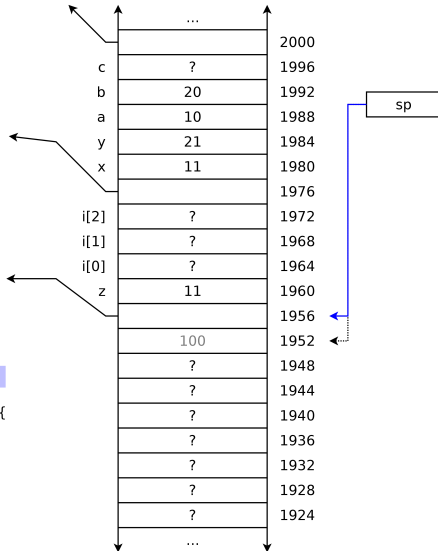 ...
2000
c ? 1996
b 20 1992
sp
a 10 1988
y 21 1984
x 11 1980
1976
i[2] ? 1972
i[1] ? 1968
i[0] ? 1964
z 11 1960
1956
100 1952
? 1948
? 1944
{ ? 1940
? 1936
? 1932
? 1928
? 1924
...